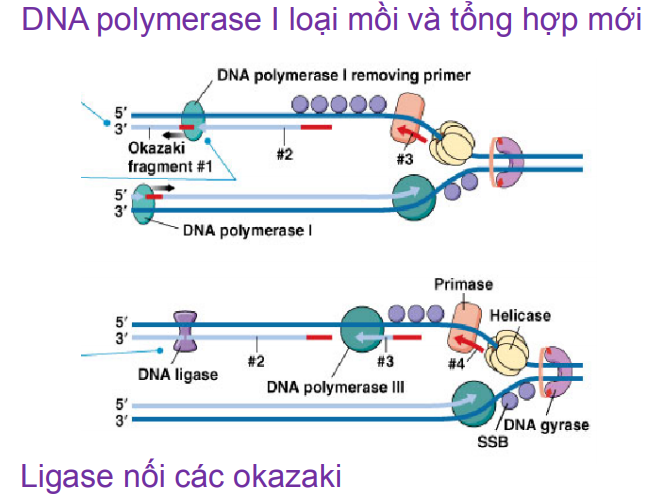 DNA polymerase I loại mồi và tổng hợp mới
DNA polymerase I removing primer
5′
3′
Okazaki
fragment #1
#2
#3
5′
3′
DNA polymerase I
Primase
Helicase
5′
3′
DNA ligase
#2
DNA polymerase III
#3
#4
5′
3′
SSB
DNA gyrase
Ligase nối các okazaki